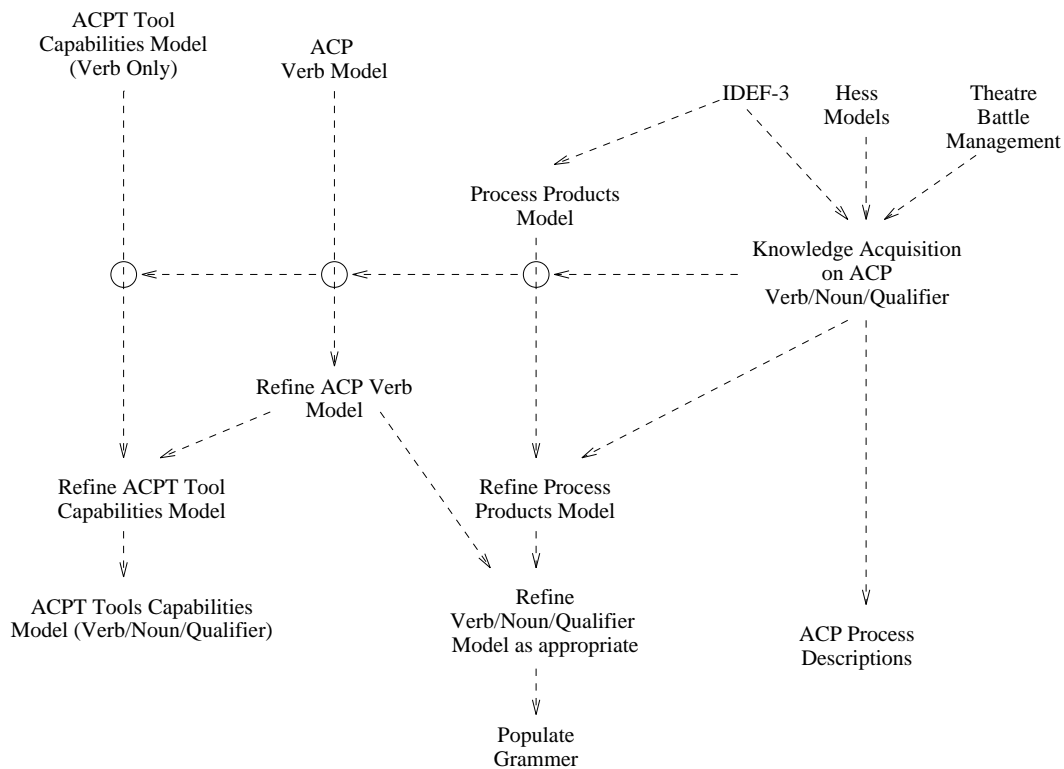 ACPT Tool
Capabilities Model
(Verb Only)
ACP
Verb Model
IDEF-3
Hess
Models
Theatre
Battle
Management
Process Products
Model
Knowledge Acquisition
on ACP
Verb/Noun/Qualifier
Refine ACP Verb
Model
Refine ACPT Tool
Capabilities Model
Refine Process
Products Model
ACPT Tools Capabilities
Model (Verb/Noun/Qualifier)
Refine
Verb/Noun/Qualifier
Model as appropriate
ACP Process
Descriptions
Populate
Grammer